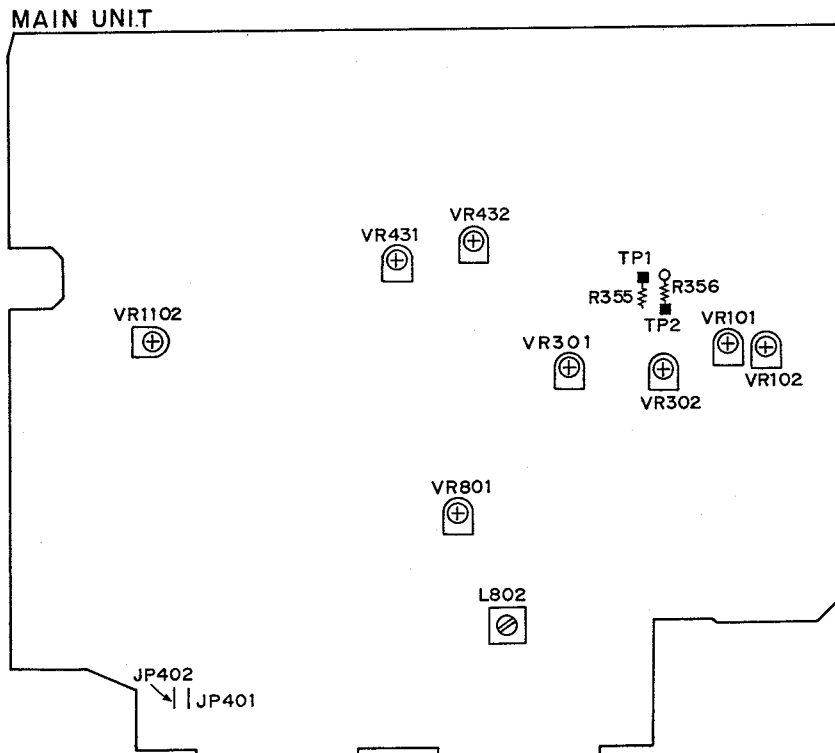 MAIN UNIT
VR432
VR431
TP1
R356
R355
VR1102
TP2
VR101
VR301
VR102
VR302
VR801
L802
JP402
JP401